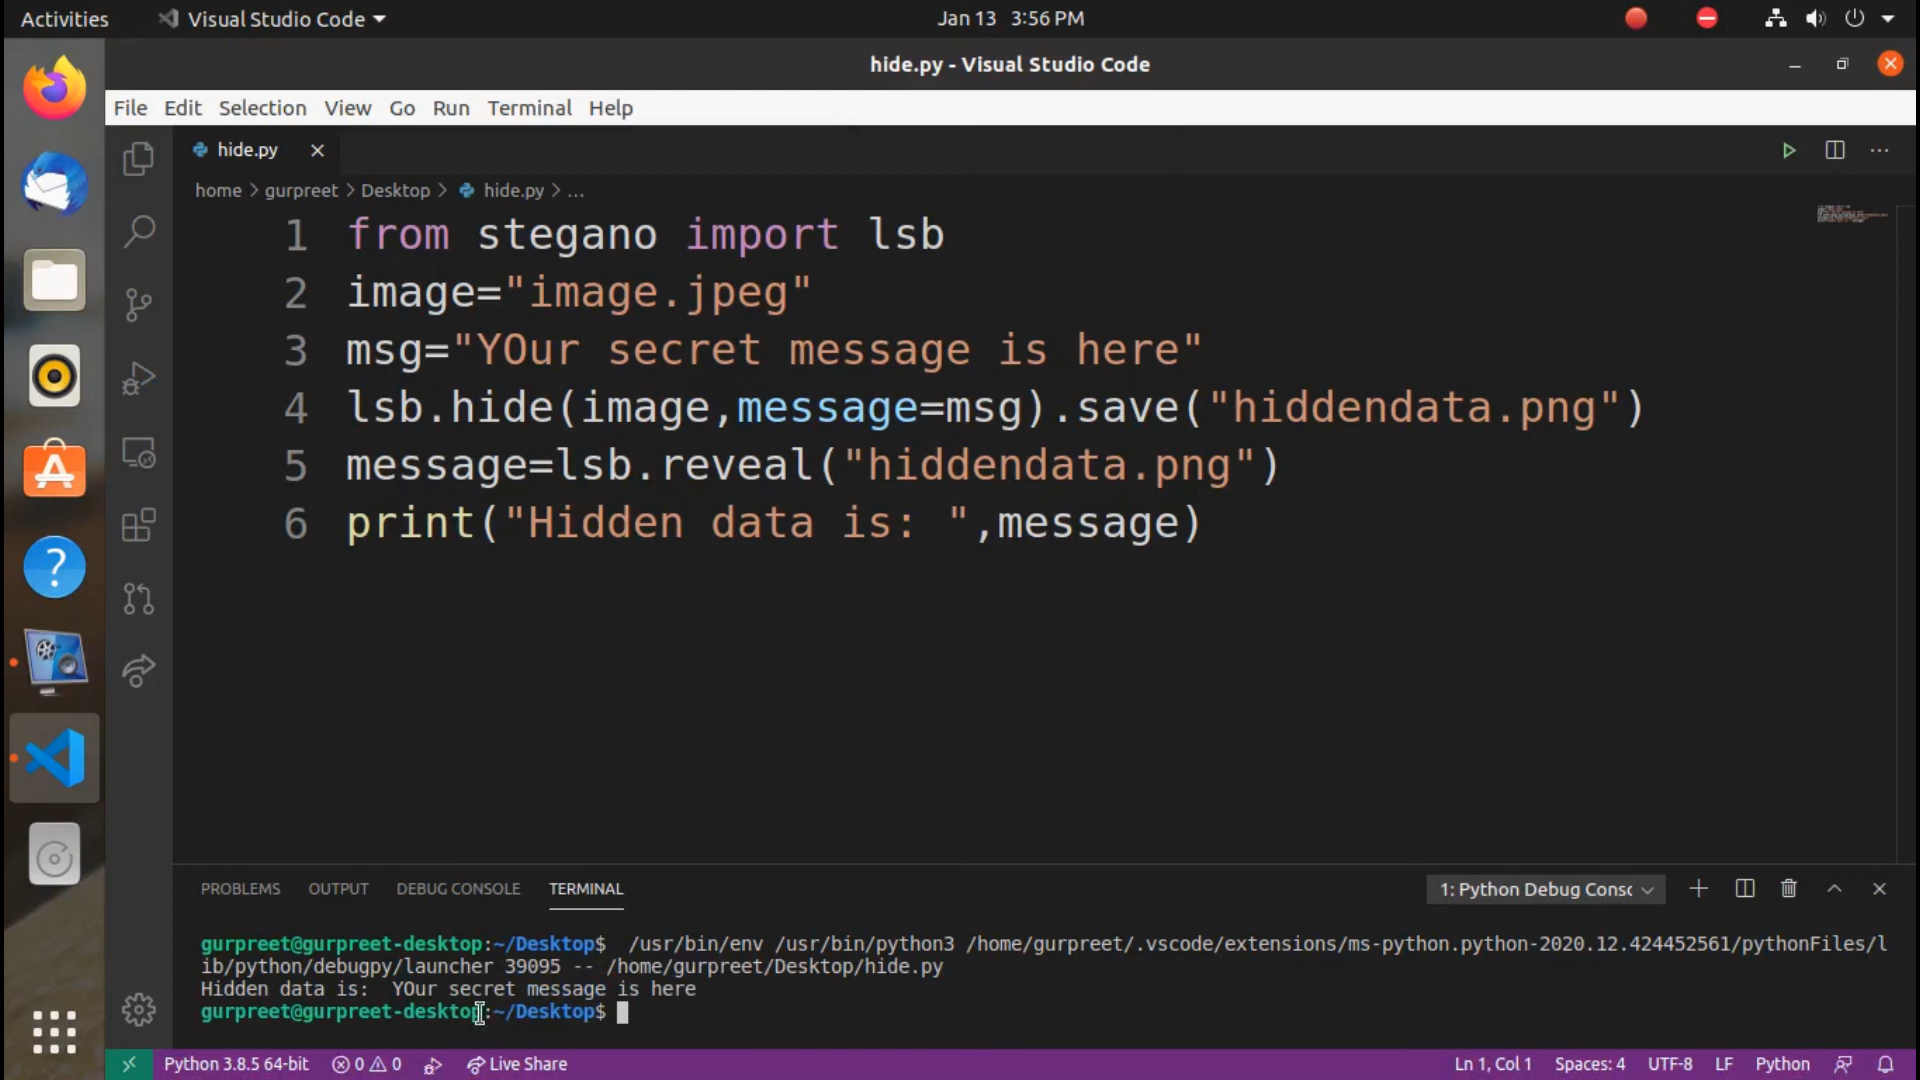 Activities Visual Studio Code Jan 13 3:56 PM
hide.py - Visual Studio Code
File Edit Selection View Go Run Terminal Help
hide.py
home > gurpreet > Desktop > hide.py > ...
1 from stegano import lsb
2 image="image.jpeg"
3 msg="YOur secret message is here"
4 lsb.hide(image,message=msg).save("hiddendata.png")
5 message=lsb.reveal("hiddendata.png")
6 print("Hidden data is: ",message)
PROBLEMS OUTPUT DEBUG CONSOLE TERMINAL 1: Python Debug Consc
gurpreet@gurpreet-desktop:~/Desktop$  /usr/bin/env /usr/bin/python3 /home/gurpreet/.vscode/extensions/ms-python.python-2020.12.424452561/pythonFiles/l
ib/python/debugpy/launcher 39095 -- /home/gurpreet/Desktop/hide.py
Hidden data is:  YOur secret message is here
gurpreet@gurpreet-desktop:~/Desktop$
Python 3.8.5 64-bit 0 0 Live Share Ln 1, Col 1 Spaces: 4 UTF-8 LF Python